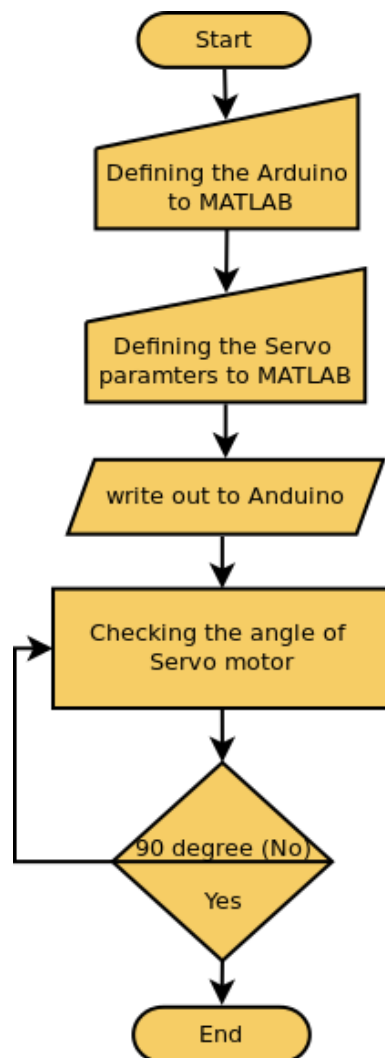 Start
Defining the Arduino
to MATLAB
Defining the Servo
paramters to MATLAB
write out to Anduino
Checking the angle of
Servo motor
90 degree (No)
Yes
End